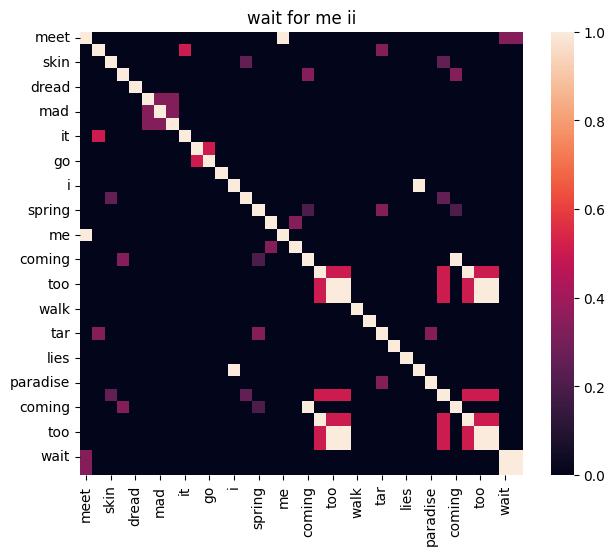 wait for me ii
meet
skin
dread
mad
it
go
i
spring
me
coming
too
walk
tar
lies
paradise
coming
too
wait
1.0
0.8
0.6
0.4
0.2
0.0
meet
skin
dread
mad
it
go
i
spring
me
coming
too
walk
tar
lies
paradise
coming
too
wait